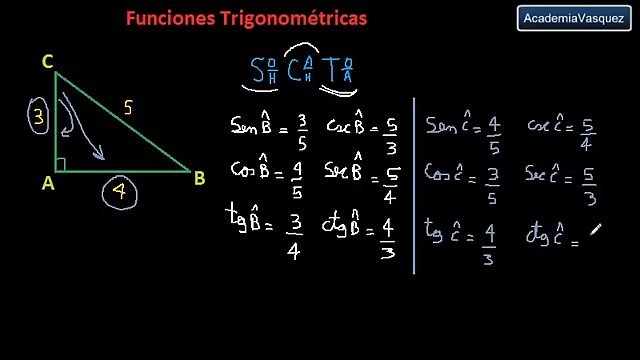 Funciones Trigonométricas
AcademiaVasquez
S O/H C A/H T O/A
C
3
5
A
4
B
Sen B̂ = 3/5 csc B̂ = 5/3
cos B̂ = 4/5 sec B̂ = 5/4
tg B̂ = 3/4 ctg B̂ = 4/3
Sen Ĉ = 4/5 csc Ĉ = 5/4
Cos Ĉ = 3/5 Sec Ĉ = 5/3
tg Ĉ = 4/3 ctg Ĉ =